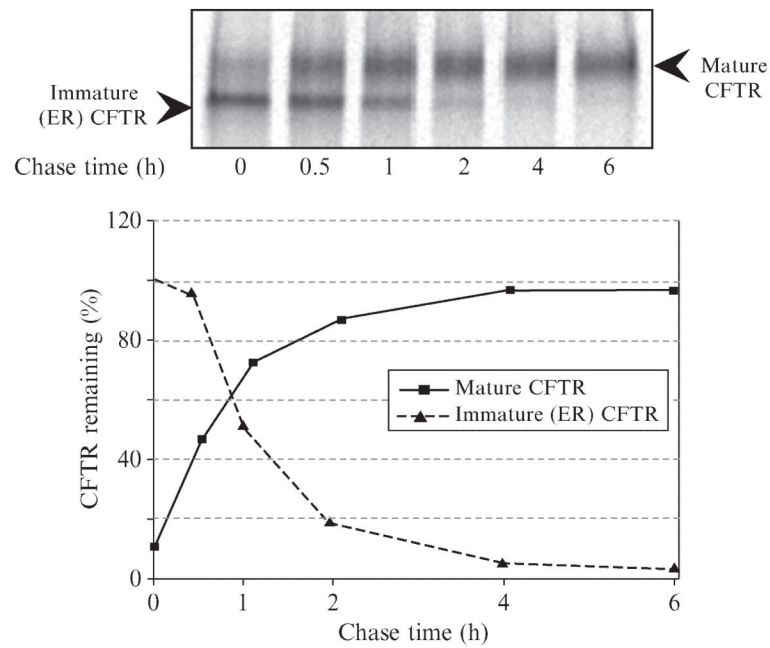 Immature
(ER) CFTR
Mature
CFTR
Chase time (h) 0 0.5 1 2 4 6
120
80
40
0
CFTR remaining (%)
Mature CFTR
Immature (ER) CFTR
0 1 2 4 6
Chase time (h)